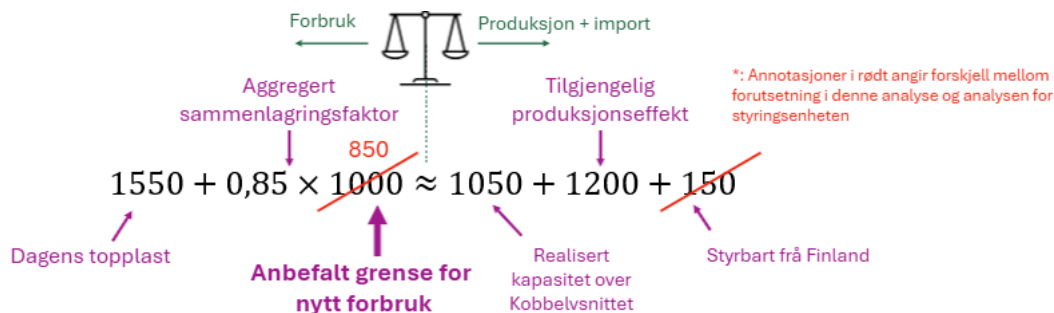 Forbruk
Produksjon + import
Aggregert
sammenlagringsfaktor
Tilgjengelig
produksjonseffekt
*: Annotasjoner i rødt angir forskjell mellom
forutsetning i denne analyse og analysen for
styringsenheten
850
1550 + 0,85 × 1000 ≈ 1050 + 1200 + 150
Dagens topplast
Anbefalt grense for
nytt forbruk
Realisert
kapasitet over
Kobbelvsnittet
Styrbart frå Finland